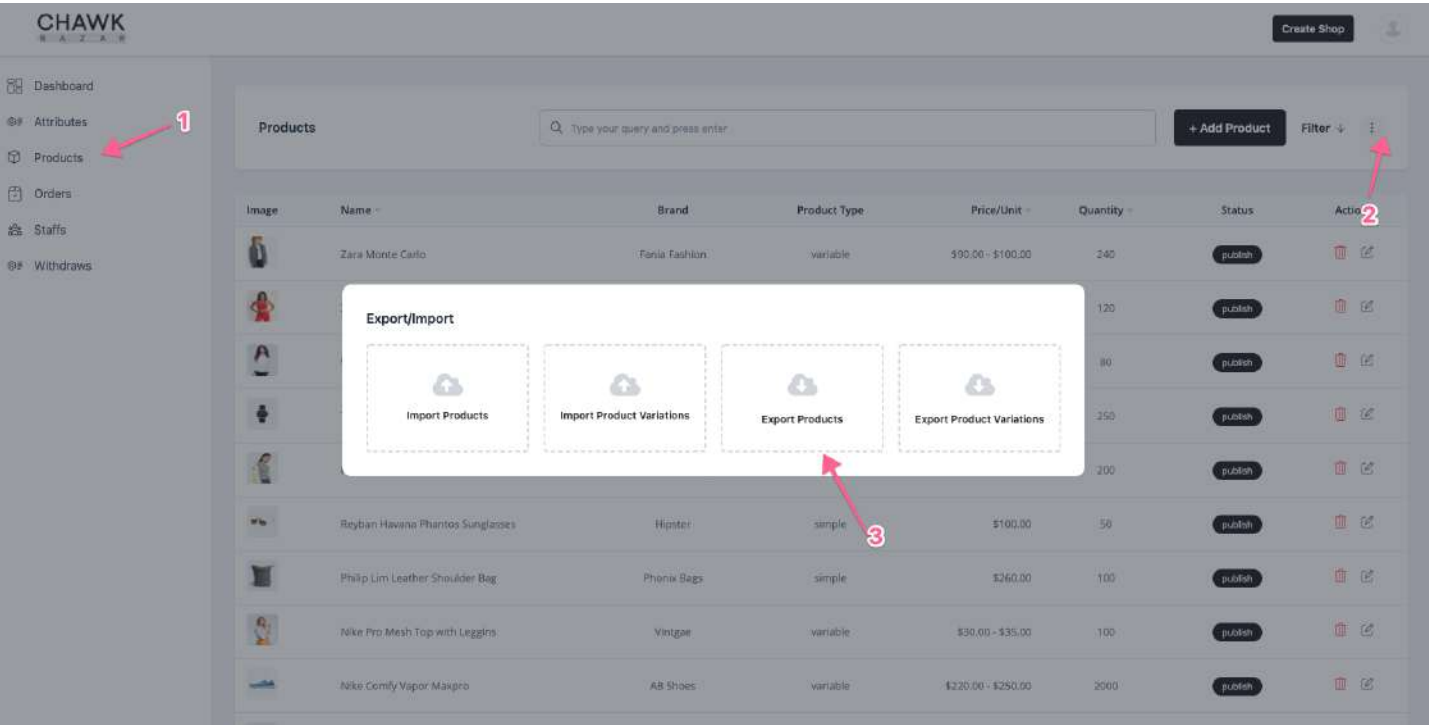 CHAWK
BAZAR
Create Shop
Dashboard
Attributes
Products
Orders
Staffs
Withdraws
1
Products
Type your query and press enter
+ Add Product
Filter
2
Image Name Brand Product Type Price/Unit Quantity Status Actio
Zara Monte Carlo Fania Fashion variable $90.00 - $100.00 240 publish
120 publish
80 publish
250 publish
200 publish
Export/Import
Import Products
Import Product Variations
Export Products
Export Product Variations
3
Reyban Havana Phantos Sunglasses Hipster simple $100.00 50 publish
Philip Lim Leather Shoulder Bag Phonix Bags simple $260.00 100 publish
Nike Pro Mesh Top with Leggins Vintgae variable $30.00 - $35.00 100 publish
Nike Comfy Vapor Maxpro AB Shoes variable $220.00 - $250.00 2000 publish